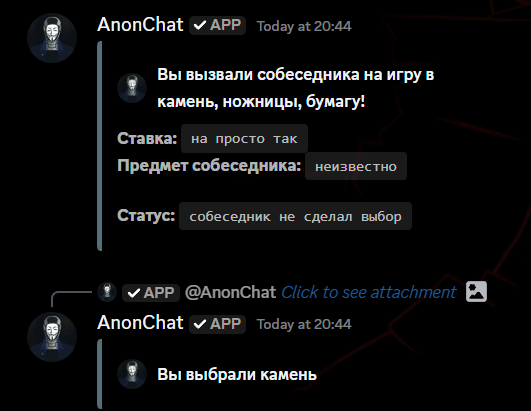 AnonChat ✓ APP Today at 20:44
Вы вызвали собеседника на игру в
камень, ножницы, бумагу!
Ставка: на просто так
Предмет собеседника: неизвестно
Статус: собеседник не сделал выбор
✓ APP @AnonChat Click to see attachment
AnonChat ✓ APP Today at 20:44
Вы выбрали камень